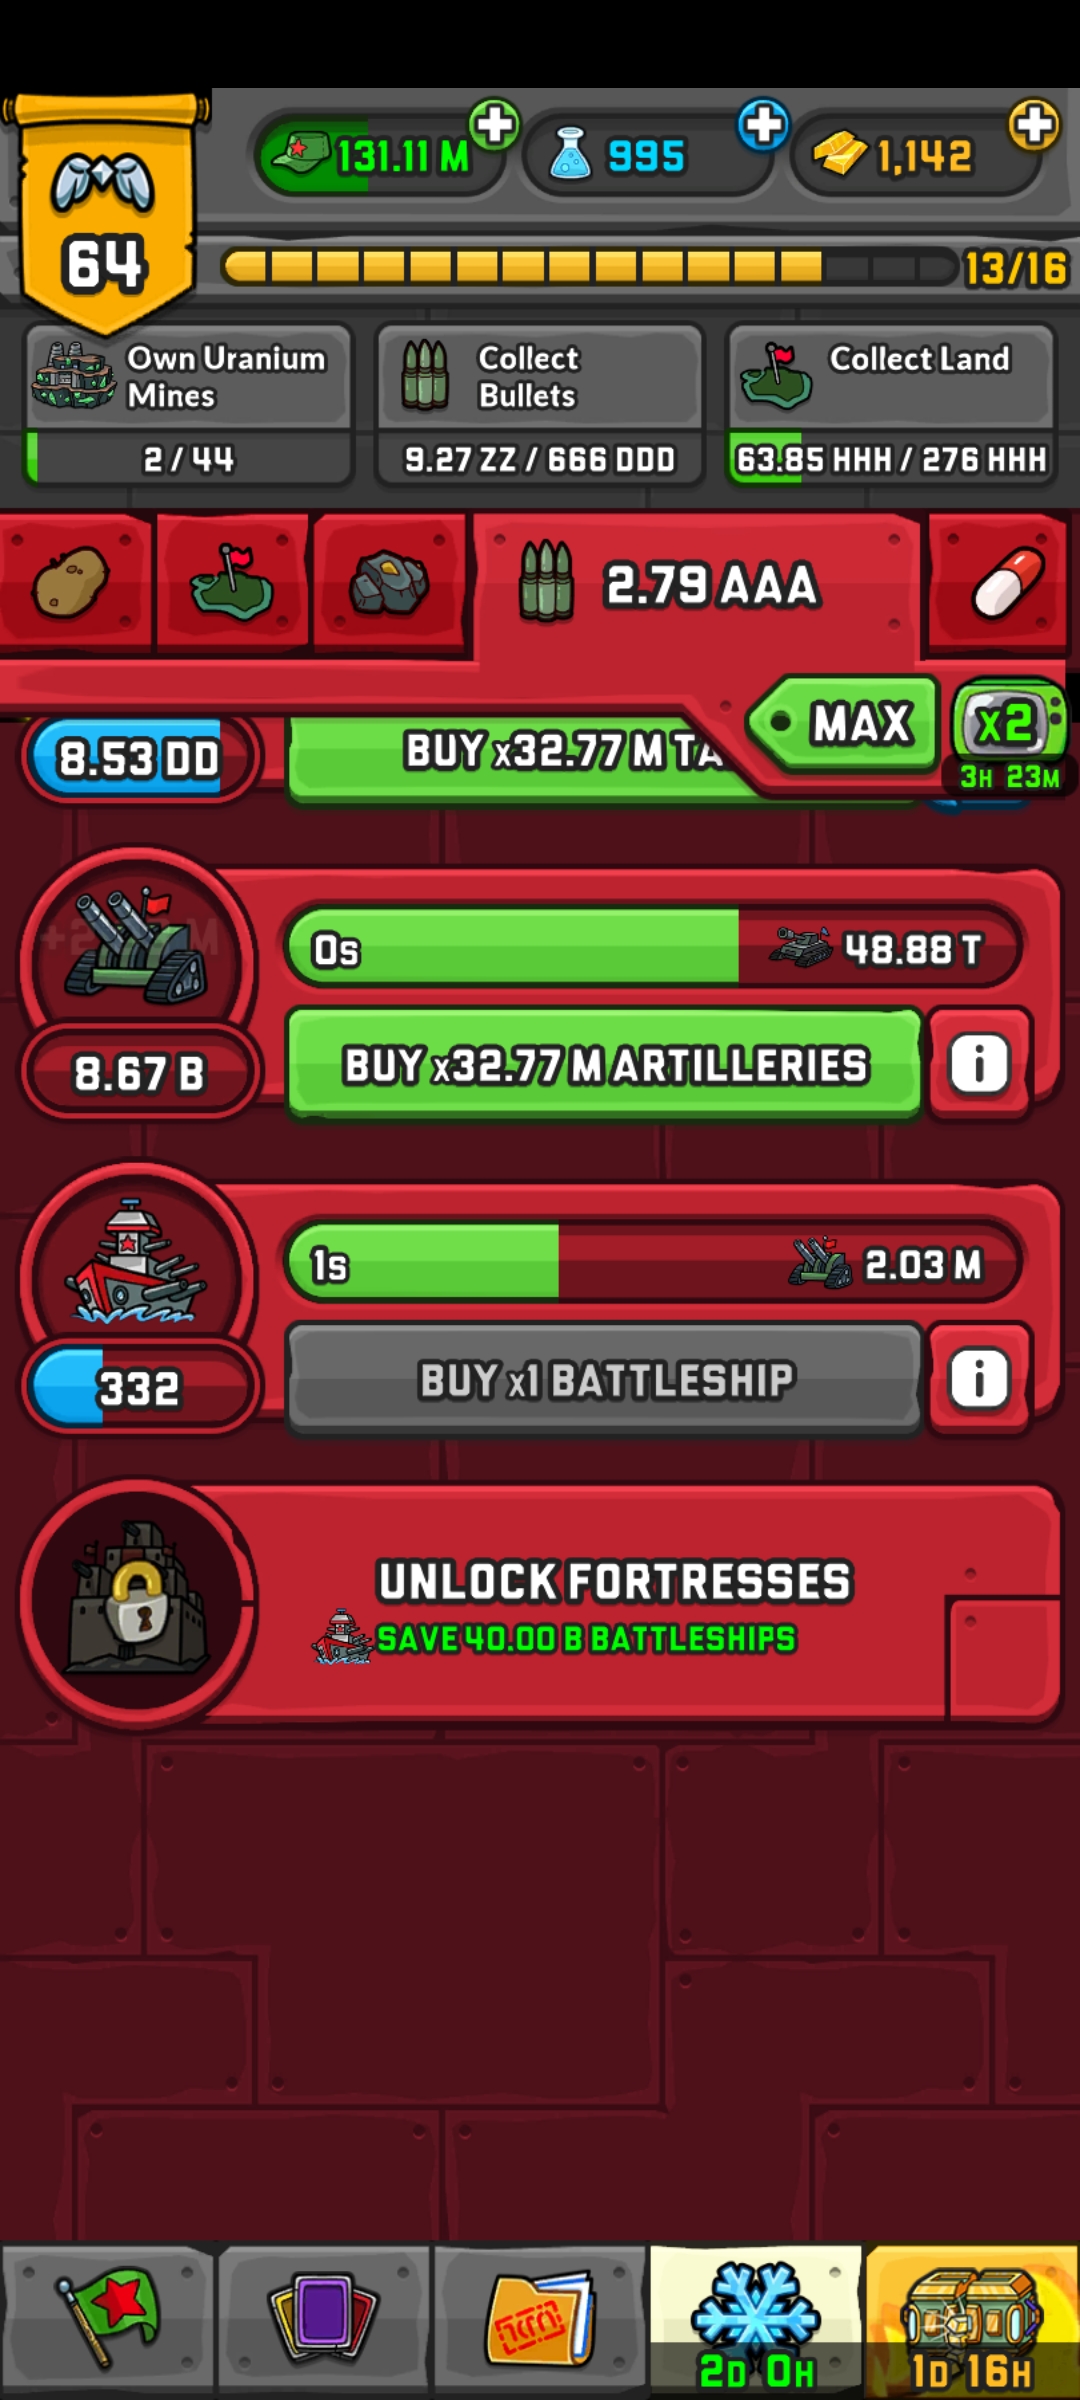 131.11 M
995
1,142
64
13/16
Own Uranium
Mines
2 / 44
Collect
Bullets
9.27 ZZ / 666 DDD
Collect Land
63.85 HHH / 276 HHH
2.79 AAA
MAX
x2
3H 23M
8.53 DD
BUY x32.77 M TA
0s
48.88 T
8.67 B
BUY x32.77 M ARTILLERIES
i
1s
2.03 M
332
BUY x1 BATTLESHIP
i
UNLOCK FORTRESSES
SAVE 40.00 B BATTLESHIPS
2D 0H
1D 16H